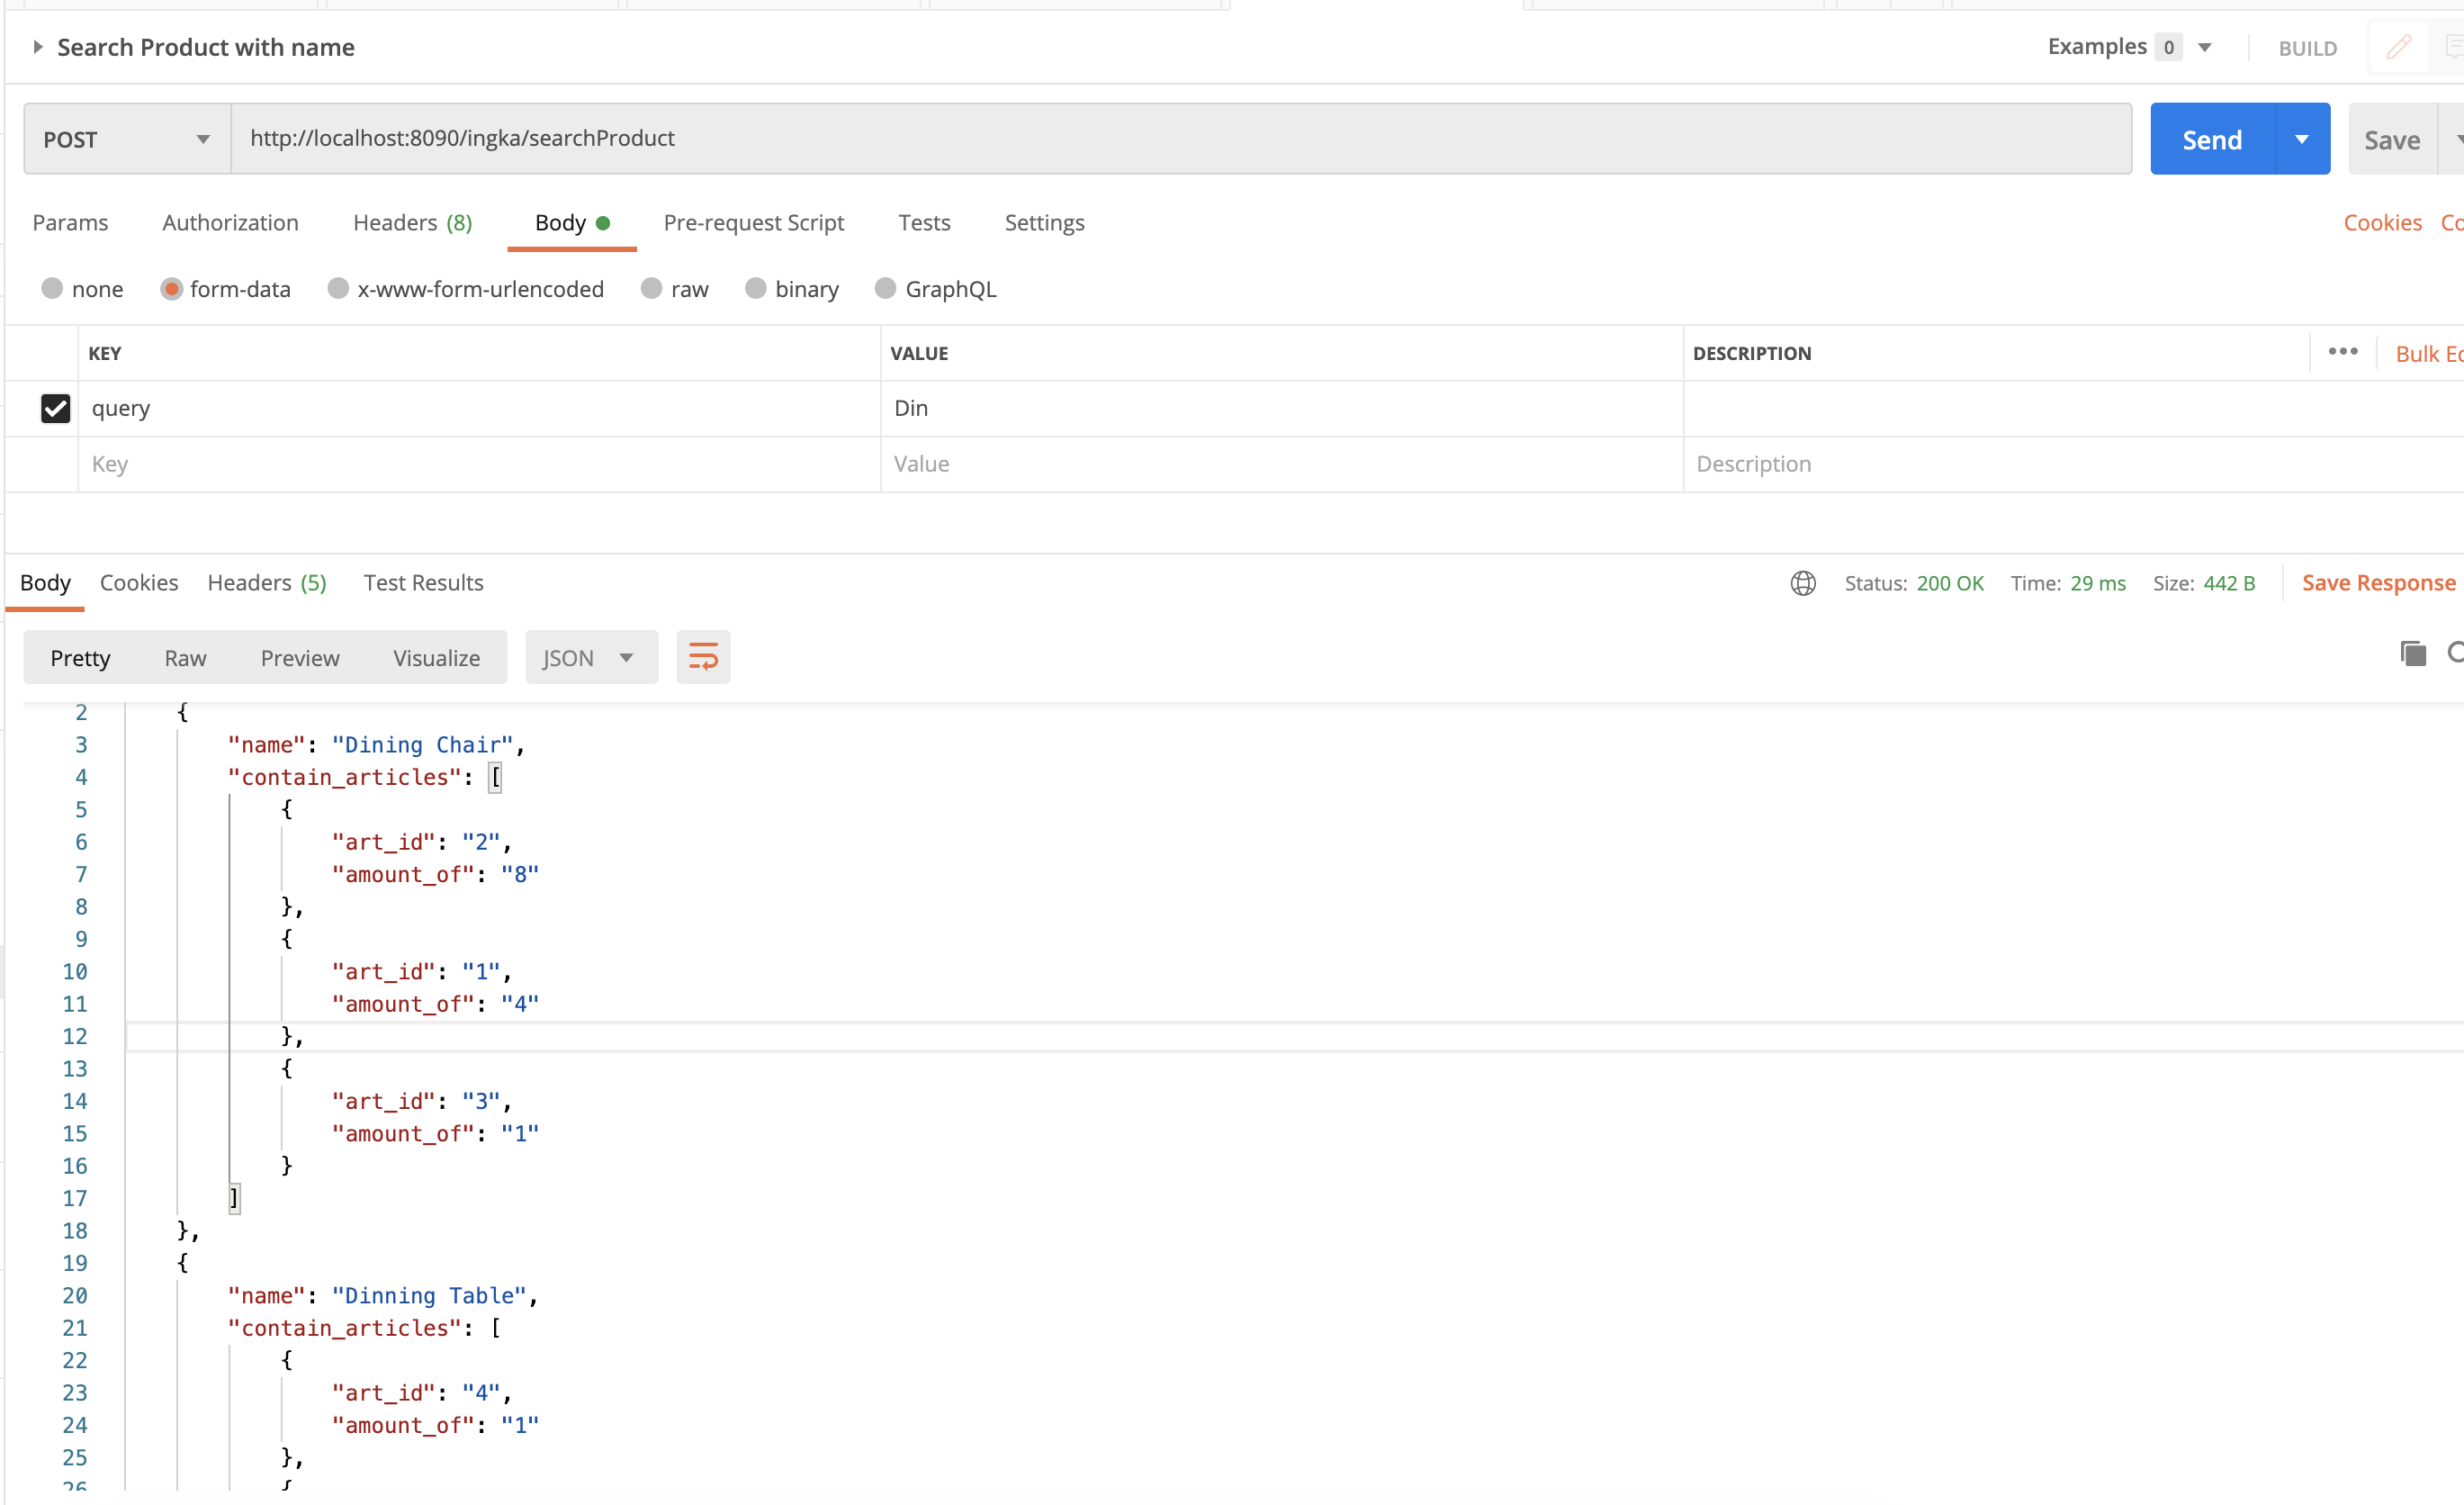 Search Product with name
Examples 0
BUILD
POST
http://localhost:8090/ingka/searchProduct
Send
Save
Params Authorization Headers (8) Body Pre-request Script Tests Settings Cookies
none form-data x-www-form-urlencoded raw binary GraphQL
KEY VALUE DESCRIPTION ••• Bulk
query Din
Key Value Description
Body Cookies Headers (5) Test Results Status: 200 OK Time: 29 ms Size: 442 B Save Response
Pretty Raw Preview Visualize JSON
2 {
3 "name": "Dining Chair",
4 "contain_articles": [
5 {
6 "art_id": "2",
7 "amount_of": "8"
8 },
9 {
10 "art_id": "1",
11 "amount_of": "4"
12 },
13 {
14 "art_id": "3",
15 "amount_of": "1"
16 }
17 ]
18 },
19 {
20 "name": "Dinning Table",
21 "contain_articles": [
22 {
23 "art_id": "4",
24 "amount_of": "1"
25 },
26 {